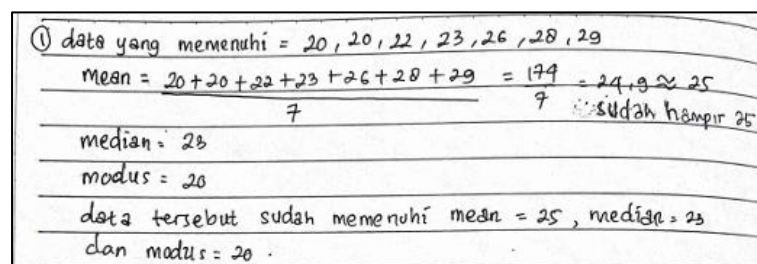 ① data yang memenuhi = 20, 20, 22, 23, 26, 28, 29
mean = 20+20+22+23+26+28+29 / 7 = 174 / 7 = 24,9 ≈ 25
sudah hampir 25
median = 23
modus = 20
data tersebut sudah memenuhi mean = 25, median = 23
dan modus = 20.